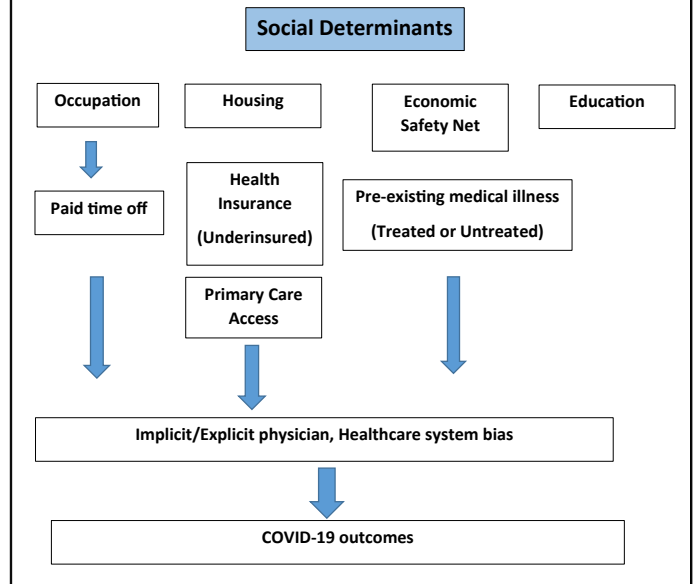 Social Determinants
Occupation
Housing
Economic
Safety Net
Education
Paid time off
Health
Insurance
(Underinsured)
Pre-existing medical illness
(Treated or Untreated)
Primary Care
Access
Implicit/Explicit physician, Healthcare system bias
COVID-19 outcomes